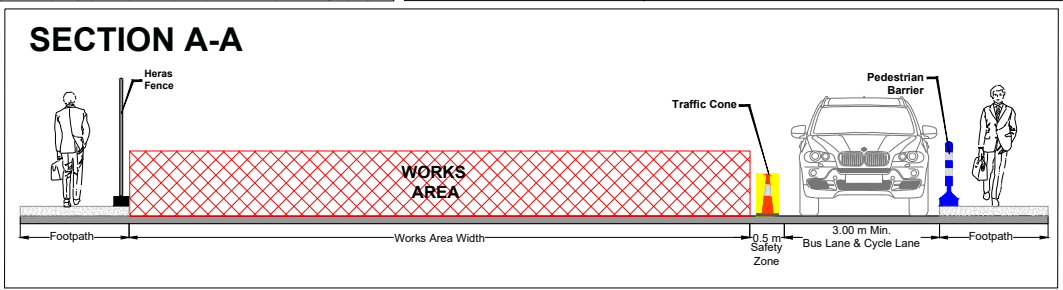 SECTION A-A
Heras
Fence
Traffic Cone
Pedestrian
Barrier
WORKS
AREA
Footpath
Works Area Width
0.5 m
Safety
Zone
3.00 m Min.
Bus Lane & Cycle Lane
Footpath